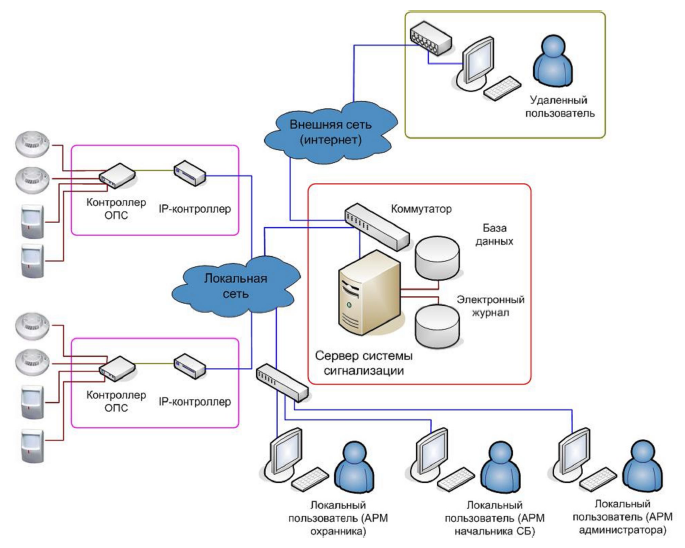 Удаленный
пользователь
Внешняя сеть
(интернет)
Контроллер
ОПС
IP-контроллер
Коммутатор
База
данных
Локальная
сеть
Электронный
журнал
Сервер системы
сигнализации
Контроллер
ОПС
IP-контроллер
Локальный
пользователь (АРМ
охранника)
Локальный
пользователь (АРМ
начальника СБ)
Локальный
пользователь (АРМ
администратора)